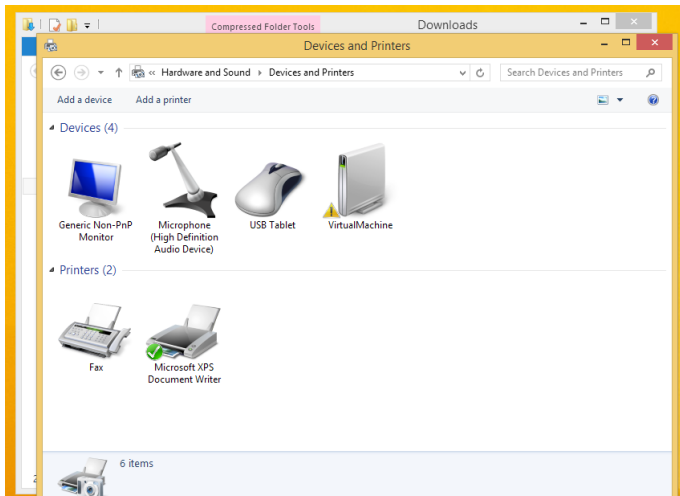 Compressed Folder Tools
Downloads
Devices and Printers
« Hardware and Sound Devices and Printers
Search Devices and Printers
Add a device Add a printer
Devices (4)
Generic Non-PnP
Monitor
Microphone
(High Definition
Audio Device)
USB Tablet
VirtualMachine
Printers (2)
Fax
Microsoft XPS
Document Writer
6 items
2